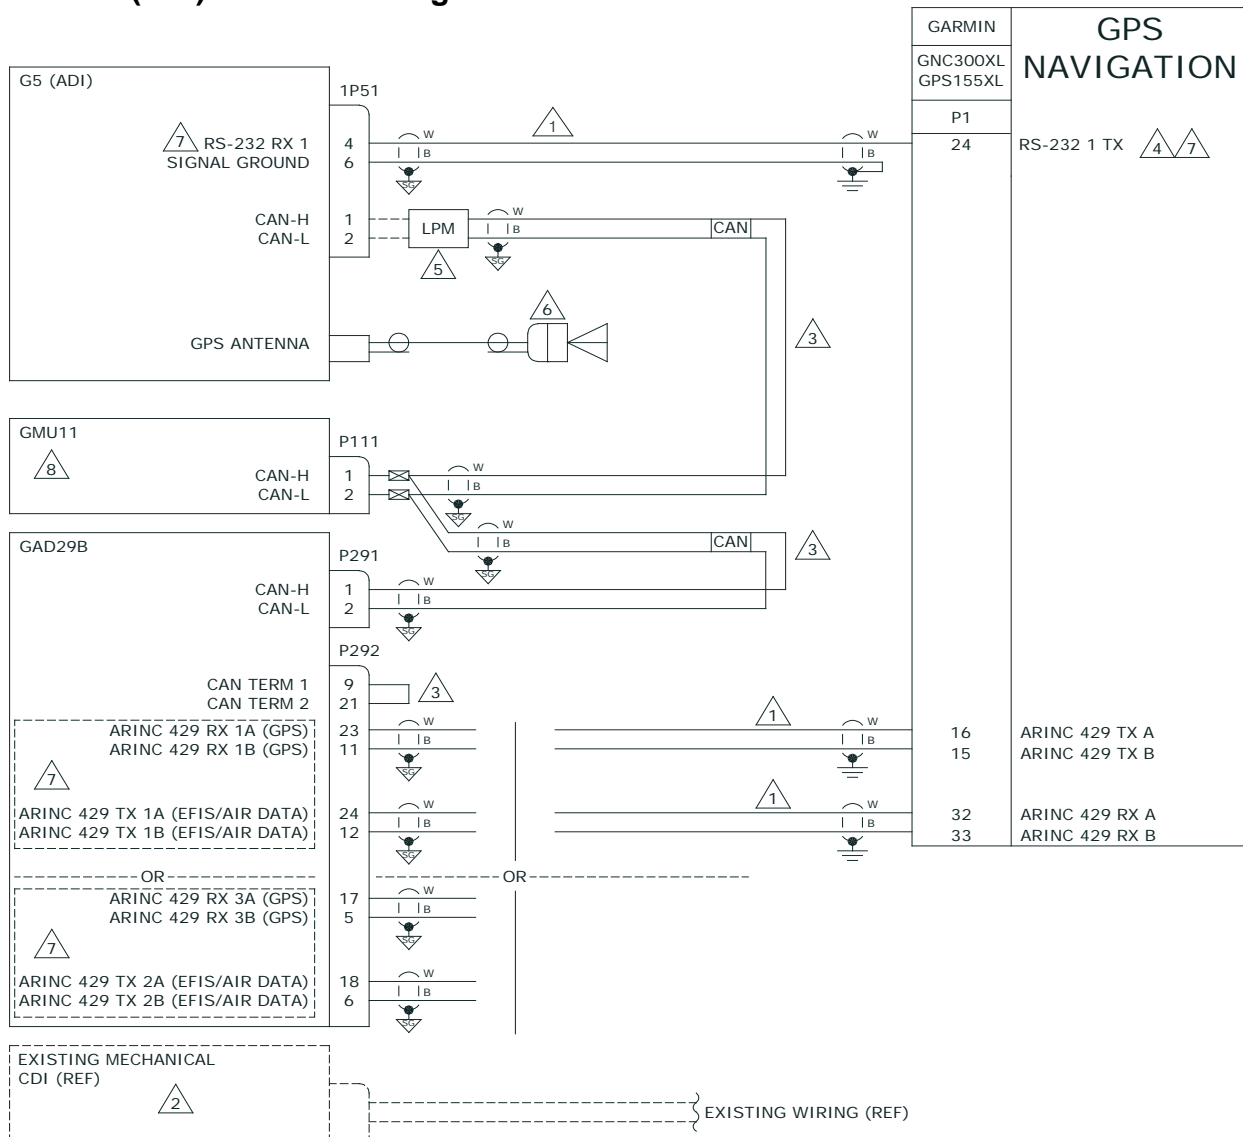 GARMIN
GNC300XL
GPS155XL
GPS
NAVIGATION
P1
24 RS-232 1 TX 4 7
G5 (ADI)
1P51
7 RS-232 RX 1 4 W B SG 1 W B
SIGNAL GROUND 6
CAN-H 1 LPM W B SG CAN
CAN-L 2
5
6
GPS ANTENNA
3
GMU11
P111
8
CAN-H 1 W B SG
CAN-L 2
W B SG CAN 3
GAD29B
P291
CAN-H 1 W B SG
CAN-L 2
P292
CAN TERM 1 9 3
CAN TERM 2 21
ARINC 429 RX 1A (GPS) 23 W B SG 1 W B 16 ARINC 429 TX A
ARINC 429 RX 1B (GPS) 11 15 ARINC 429 TX B
7
ARINC 429 TX 1A (EFIS/AIR DATA) 24 W B SG 1 W B 32 ARINC 429 RX A
ARINC 429 TX 1B (EFIS/AIR DATA) 12 33 ARINC 429 RX B
OR OR
ARINC 429 RX 3A (GPS) 17 W B SG
ARINC 429 RX 3B (GPS) 5
7
ARINC 429 TX 2A (EFIS/AIR DATA) 18 W B SG
ARINC 429 TX 2B (EFIS/AIR DATA) 6
EXISTING MECHANICAL
CDI (REF)
2
EXISTING WIRING (REF)